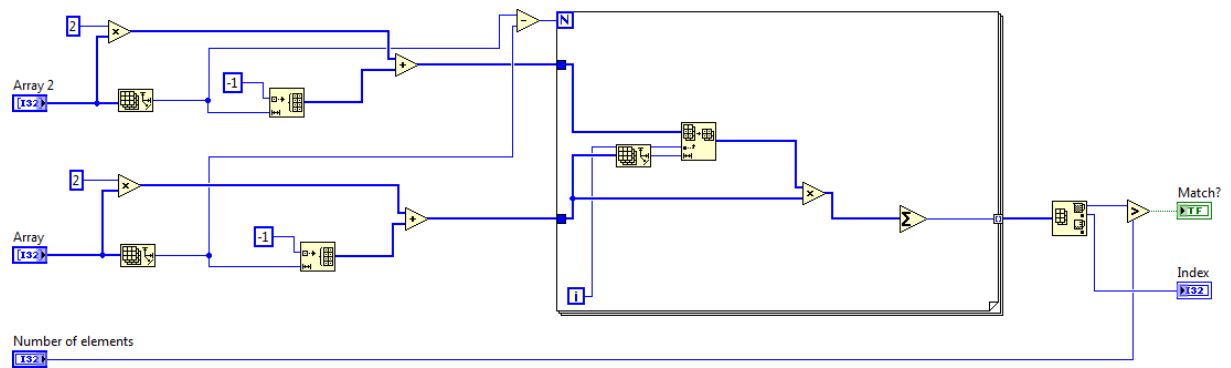 2
N
Array 2
[I32]
-1
2
Array
[I32]
-1
i
Match?
TF
Index
I32
Number of elements
I32